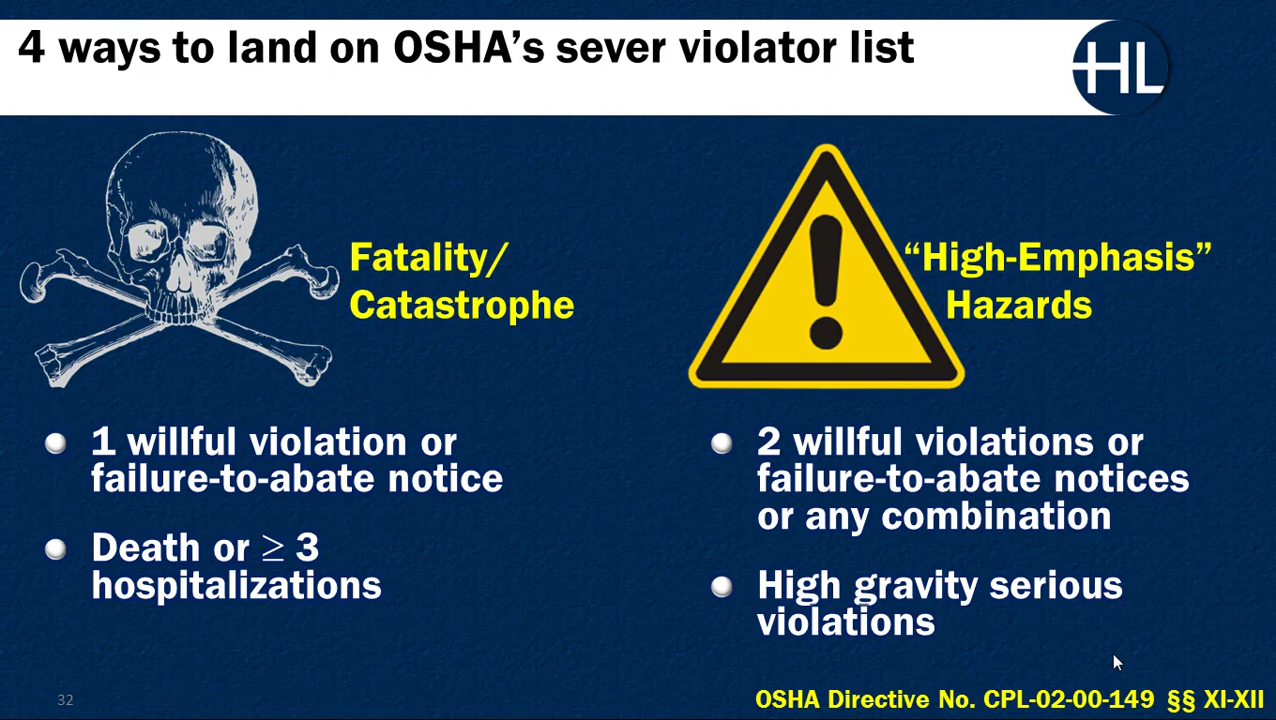 4 ways to land on OSHA's sever violator list
HL
Fatality/
Catastrophe
“High-Emphasis”
Hazards
1 willful violation or
failure-to-abate notice
Death or ≥ 3
hospitalizations
2 willful violations or
failure-to-abate notices
or any combination
High gravity serious
violations
32
OSHA Directive No. CPL-02-00-149 §§ XI-XII